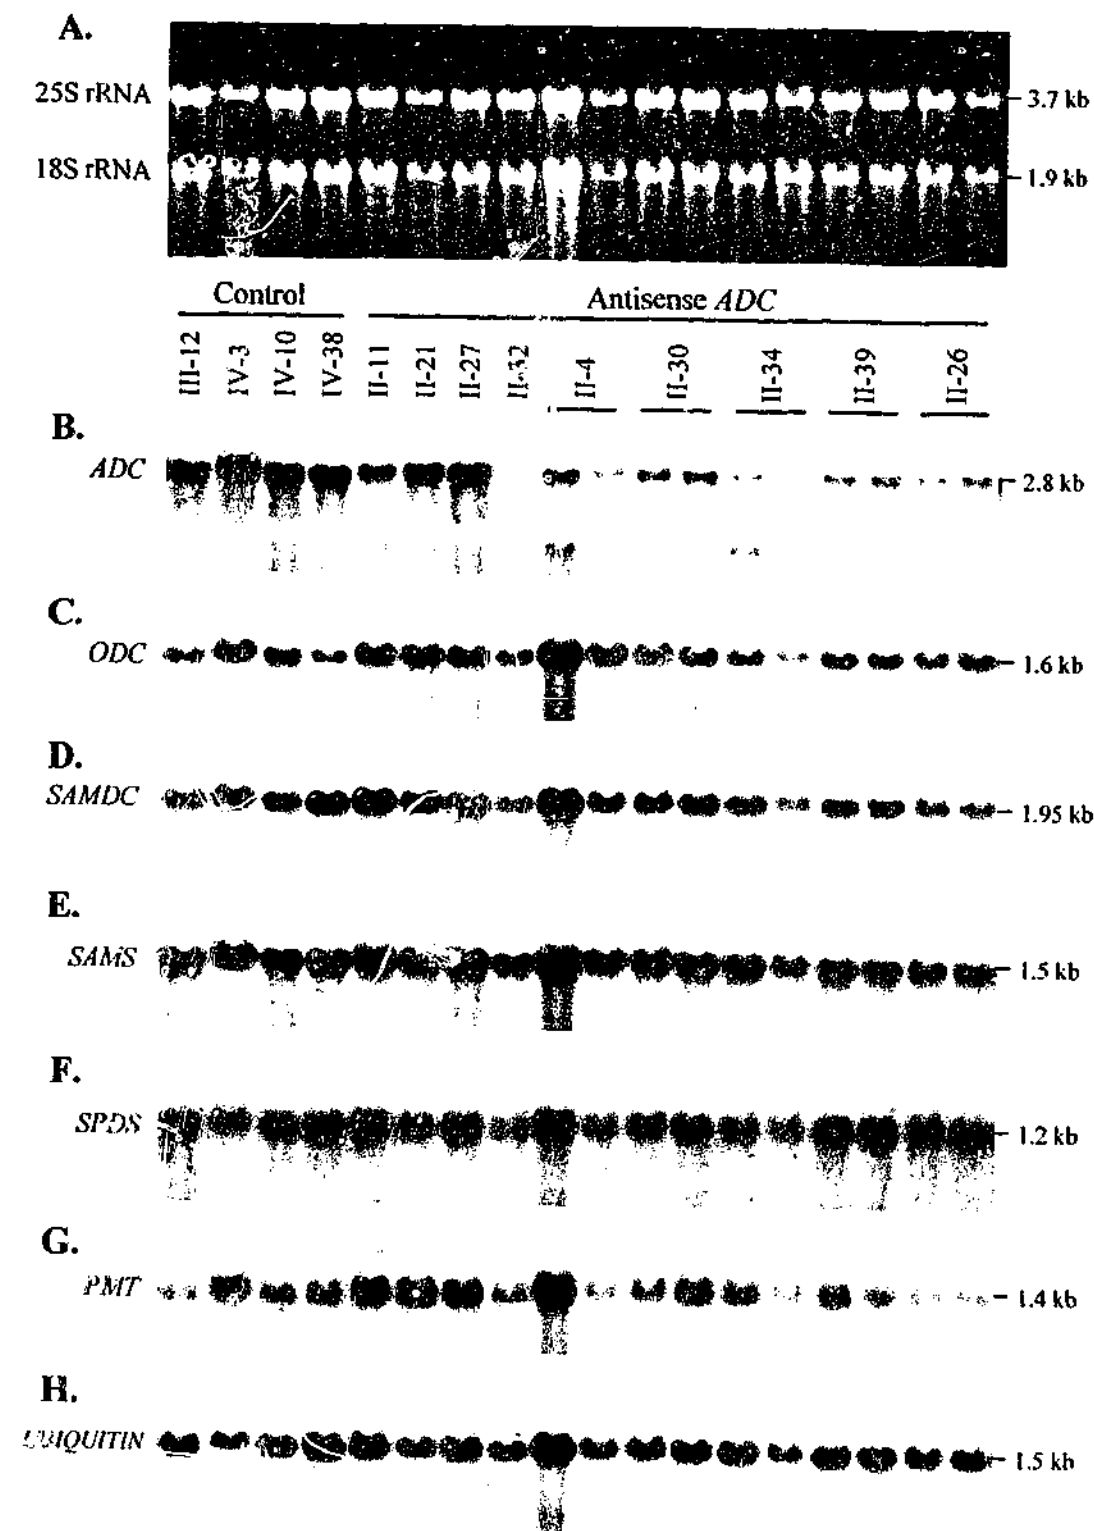 A.
25S rRNA
3.7 kb
18S rRNA
1.9 kb
Control
Antisense ADC
III-12 IV-3 IV-10 IV-38 II-11 II-21 II-27 II-32 II-4 II-30 II-34 II-39 II-26
B.
ADC
2.8 kb
C.
ODC
1.6 kb
D.
SAMDC
1.95 kb
E.
SAMS
1.5 kb
F.
SPDS
1.2 kb
G.
PMT
1.4 kb
H.
UBIQUITIN
1.5 kb